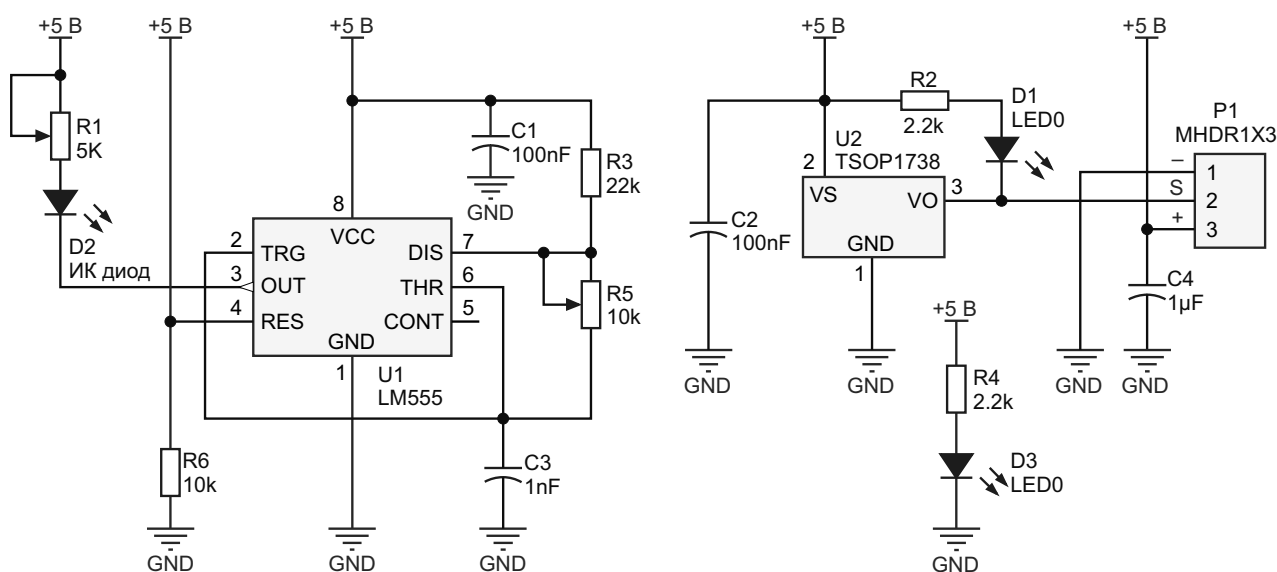 +5 В
+5 В
+5 В
+5 В
+5 В
R1
5K
D2
ИК диод
C1
100nF
GND
R3
22k
8
VCC
2
TRG
3
OUT
4
RES
GND
1
DIS
7
THR
6
CONT
5
U1
LM555
R5
10k
R6
10k
C3
1nF
GND
GND
GND
R2
2.2k
D1
LED0
U2
TSOP1738
2
VS
VO
3
GND
1
C2
100nF
GND
GND
P1
MHDR1X3
–
1
S
2
+
3
C4
1µF
GND
GND
+5 В
R4
2.2k
D3
LED0
GND